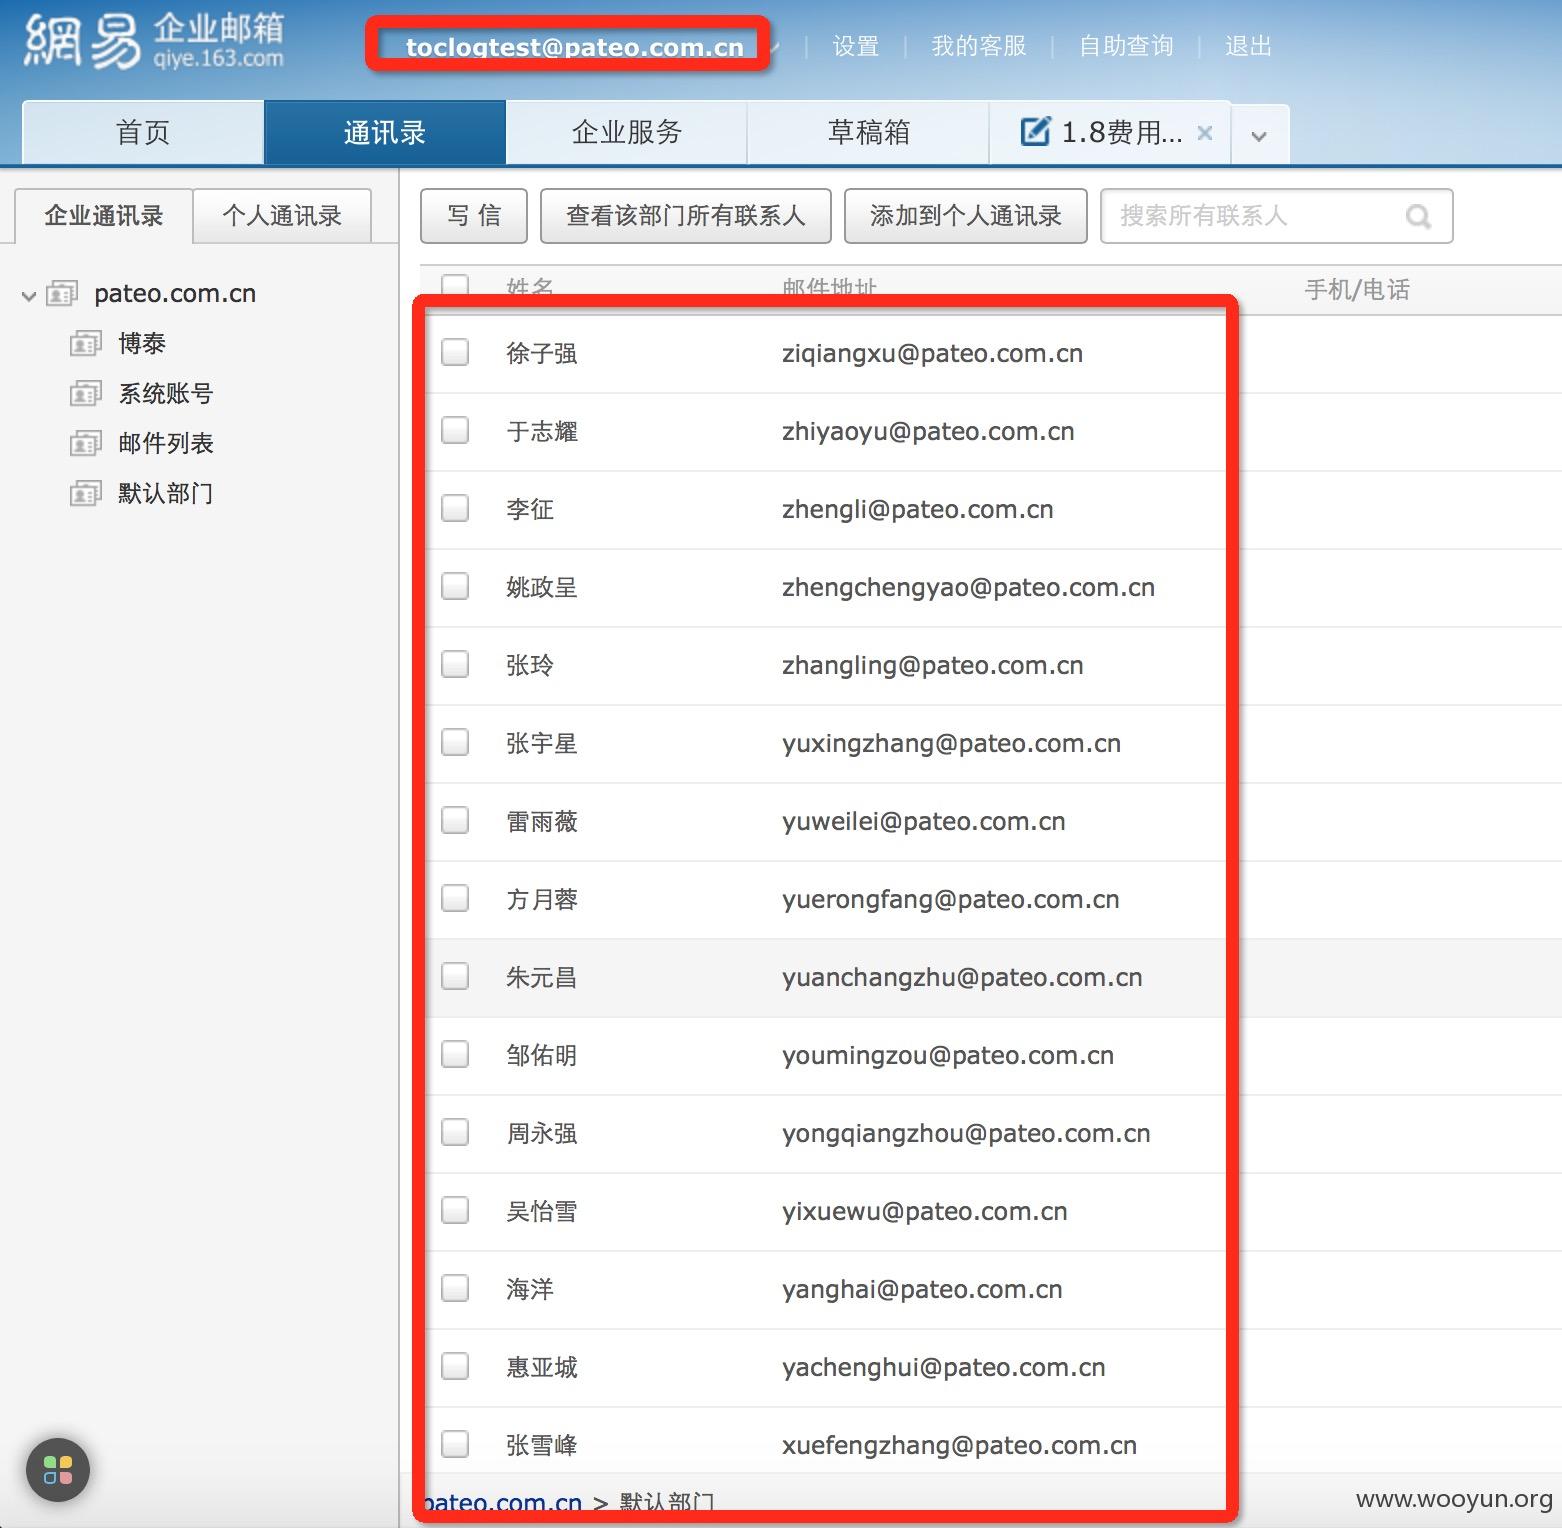 網易 企业邮箱
qiye.163.com
toclogtest@pateo.com.cn
设置 | 我的客服 | 自助查询 | 退出
首页 通讯录 企业服务 草稿箱 1.8费用...
企业通讯录 个人通讯录
写 信 查看该部门所有联系人 添加到个人通讯录 搜索所有联系人
pateo.com.cn
博泰
系统账号
邮件列表
默认部门
姓名 邮件地址 手机/电话
徐子强 ziqiangxu@pateo.com.cn
于志耀 zhiyaoyu@pateo.com.cn
李征 zhengli@pateo.com.cn
姚政呈 zhengchengyao@pateo.com.cn
张玲 zhangling@pateo.com.cn
张宇星 yuxingzhang@pateo.com.cn
雷雨薇 yuweilei@pateo.com.cn
方月蓉 yuerongfang@pateo.com.cn
朱元昌 yuanchangzhu@pateo.com.cn
邹佑明 youmingzou@pateo.com.cn
周永强 yongqiangzhou@pateo.com.cn
吴怡雪 yixuewu@pateo.com.cn
海洋 yanghai@pateo.com.cn
惠亚城 yachenghui@pateo.com.cn
张雪峰 xuefengzhang@pateo.com.cn
pateo.com.cn > 默认部门
www.wooyun.org